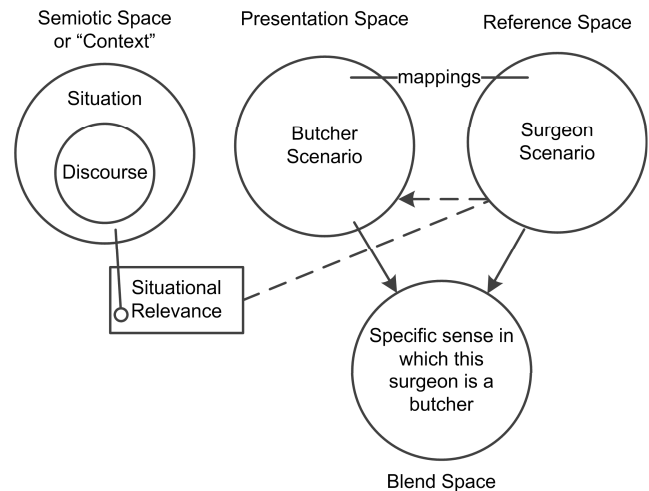 Semiotic Space
or “Context”
Presentation Space
Reference Space
Situation
Discourse
mappings
Butcher
Scenario
Surgeon
Scenario
Situational
Relevance
Specific sense in
which this
surgeon is a
butcher
Blend Space